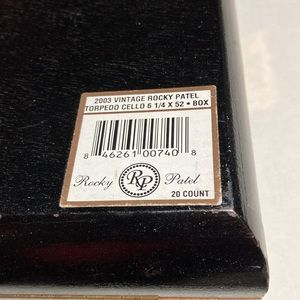 2003 VINTAGE ROCKY PATEL
TORPEDO CELLO 6 1/4 X 52 • BOX
8 46261 00740 8
Rocky RP Patel
20 COUNT